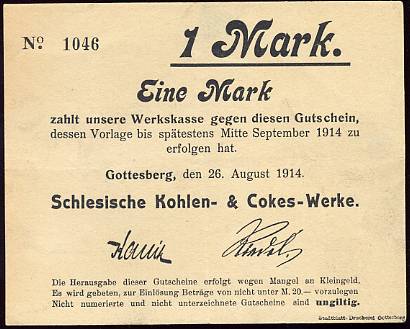 No. 1046 1 Mark.
Eine Mark
zahlt unsere Werkskasse gegen diesen Gutschein,
dessen Vorlage bis spätestens Mitte September 1914 zu
erfolgen hat.
Gottesberg, den 26. August 1914.
Schlesische Kohlen- & Cokes-Werke.
Die Herausgabe dieser Gutscheine erfolgt wegen Mangel an Kleingeld.
Es wird gebeten, zur Einlösung Beträge von nicht unter M. 20.— vorzulegen
Nicht numerierte und nicht unterzeichnete Gutscheine sind ungiltig.
Stadtblatt-Druckerei Gottesberg